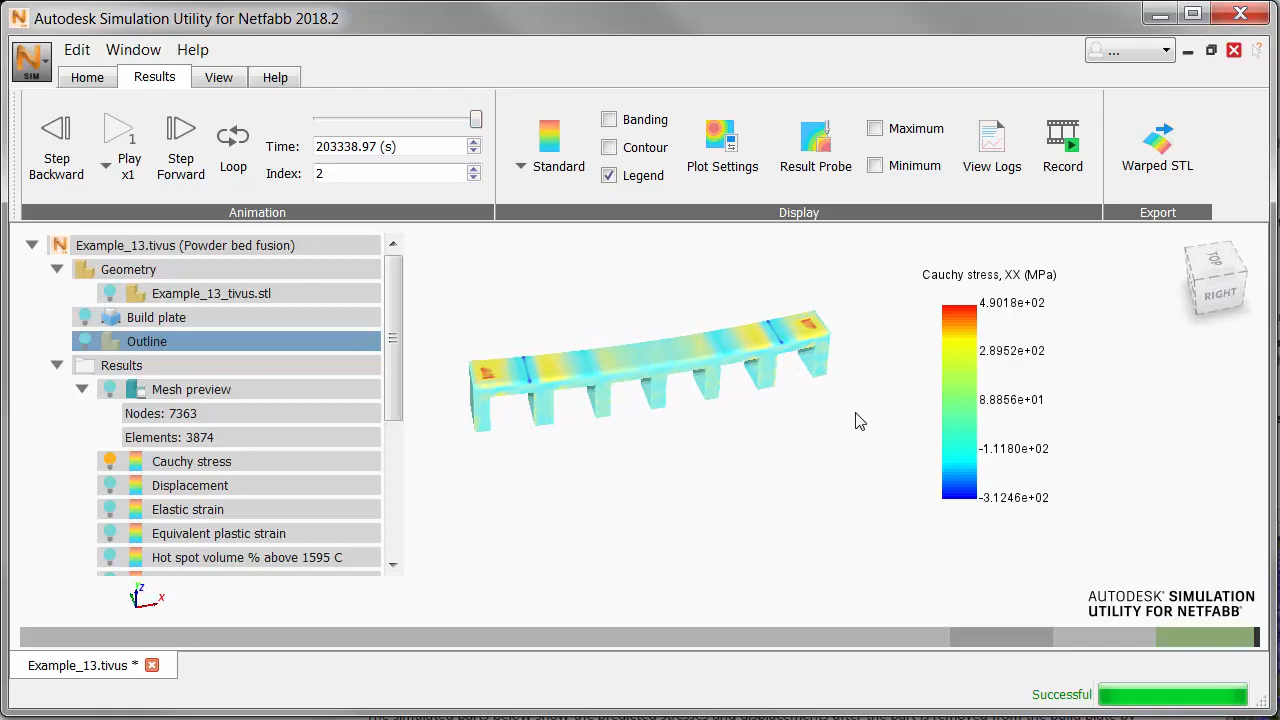 Autodesk Simulation Utility for Netfabb 2018.2
Edit Window Help
...
SIM
Home Results View Help
Step Backward
Play x1
1
Step Forward
Loop
Time: 203338.97 (s)
Index: 2
Animation
Standard
Banding
Contour
Legend
Plot Settings
Result Probe
Maximum
Minimum
View Logs
Record
Display
Warped STL
Export
Example_13.tivus (Powder bed fusion)
Geometry
Example_13_tivus.stl
Build plate
Outline
Results
Mesh preview
Nodes: 7363
Elements: 3874
Cauchy stress
Displacement
Elastic strain
Equivalent plastic strain
Hot spot volume % above 1595 C
Cauchy stress, XX (MPa)
4.9018e+02
2.8952e+02
8.8856e+01
-1.1180e+02
-3.1246e+02
TOP
RIGHT
Z
X
AUTODESK® SIMULATION
UTILITY FOR NETFABB®
Example_13.tivus *
Successful